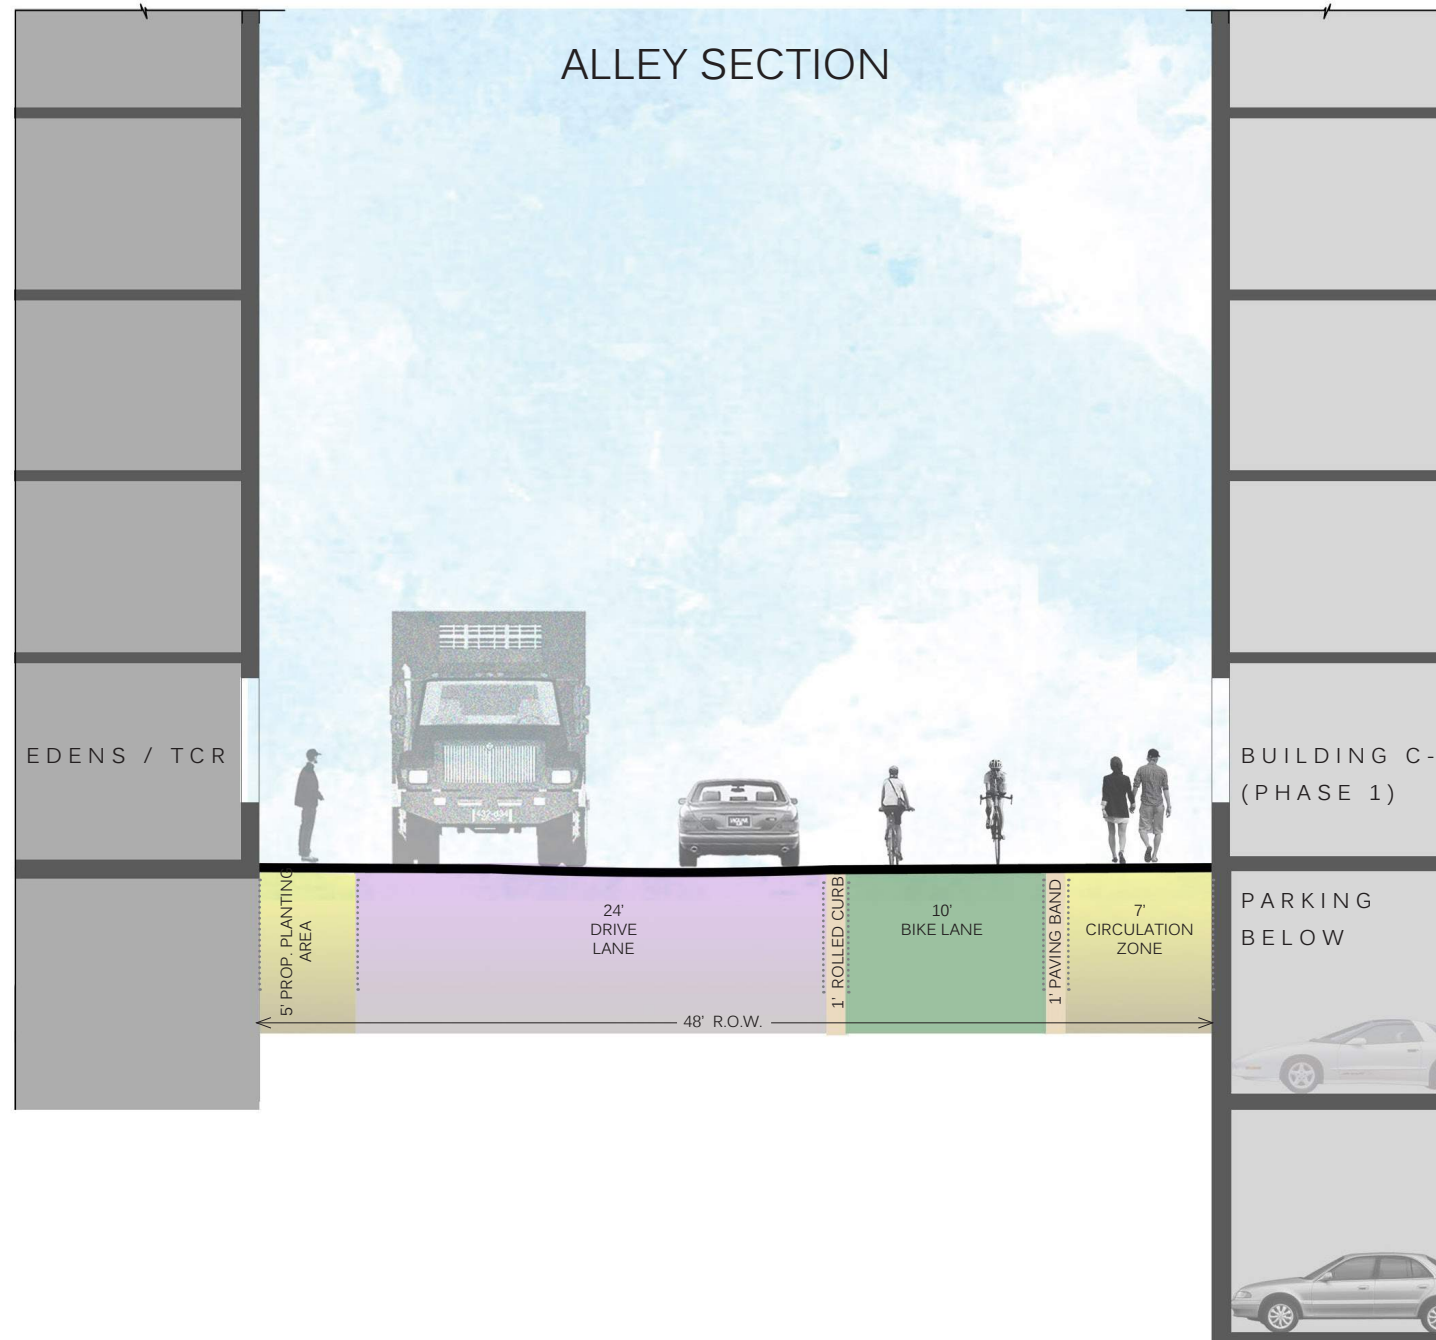 ALLEY SECTION
EDENS / TCR
BUILDING C-
(PHASE 1)
PARKING
BELOW
5' PROP. PLANTING
AREA
24'
DRIVE
LANE
1' ROLLED CURB
10'
BIKE LANE
1' PAVING BAND
7'
CIRCULATION
ZONE
48' R.O.W.